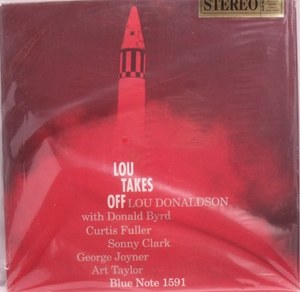 STEREO
LOU
TAKES
OFF LOU DONALDSON
with Donald Byrd
Curtis Fuller
Sonny Clark
George Joyner
Art Taylor
Blue Note 1591